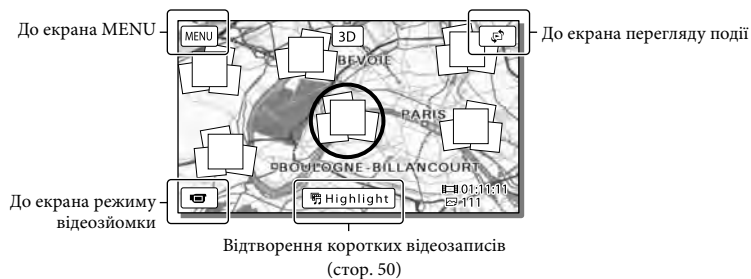 До екрана MENU
MENU
3D
До екрана перегляду події
BEVOIE
PARIS
BOULOGNE-BILLANCOURT
01:11:11
111
Highlight
До екрана режиму
відеозйомки
Відтворення коротких відеозаписів
(стор. 50)